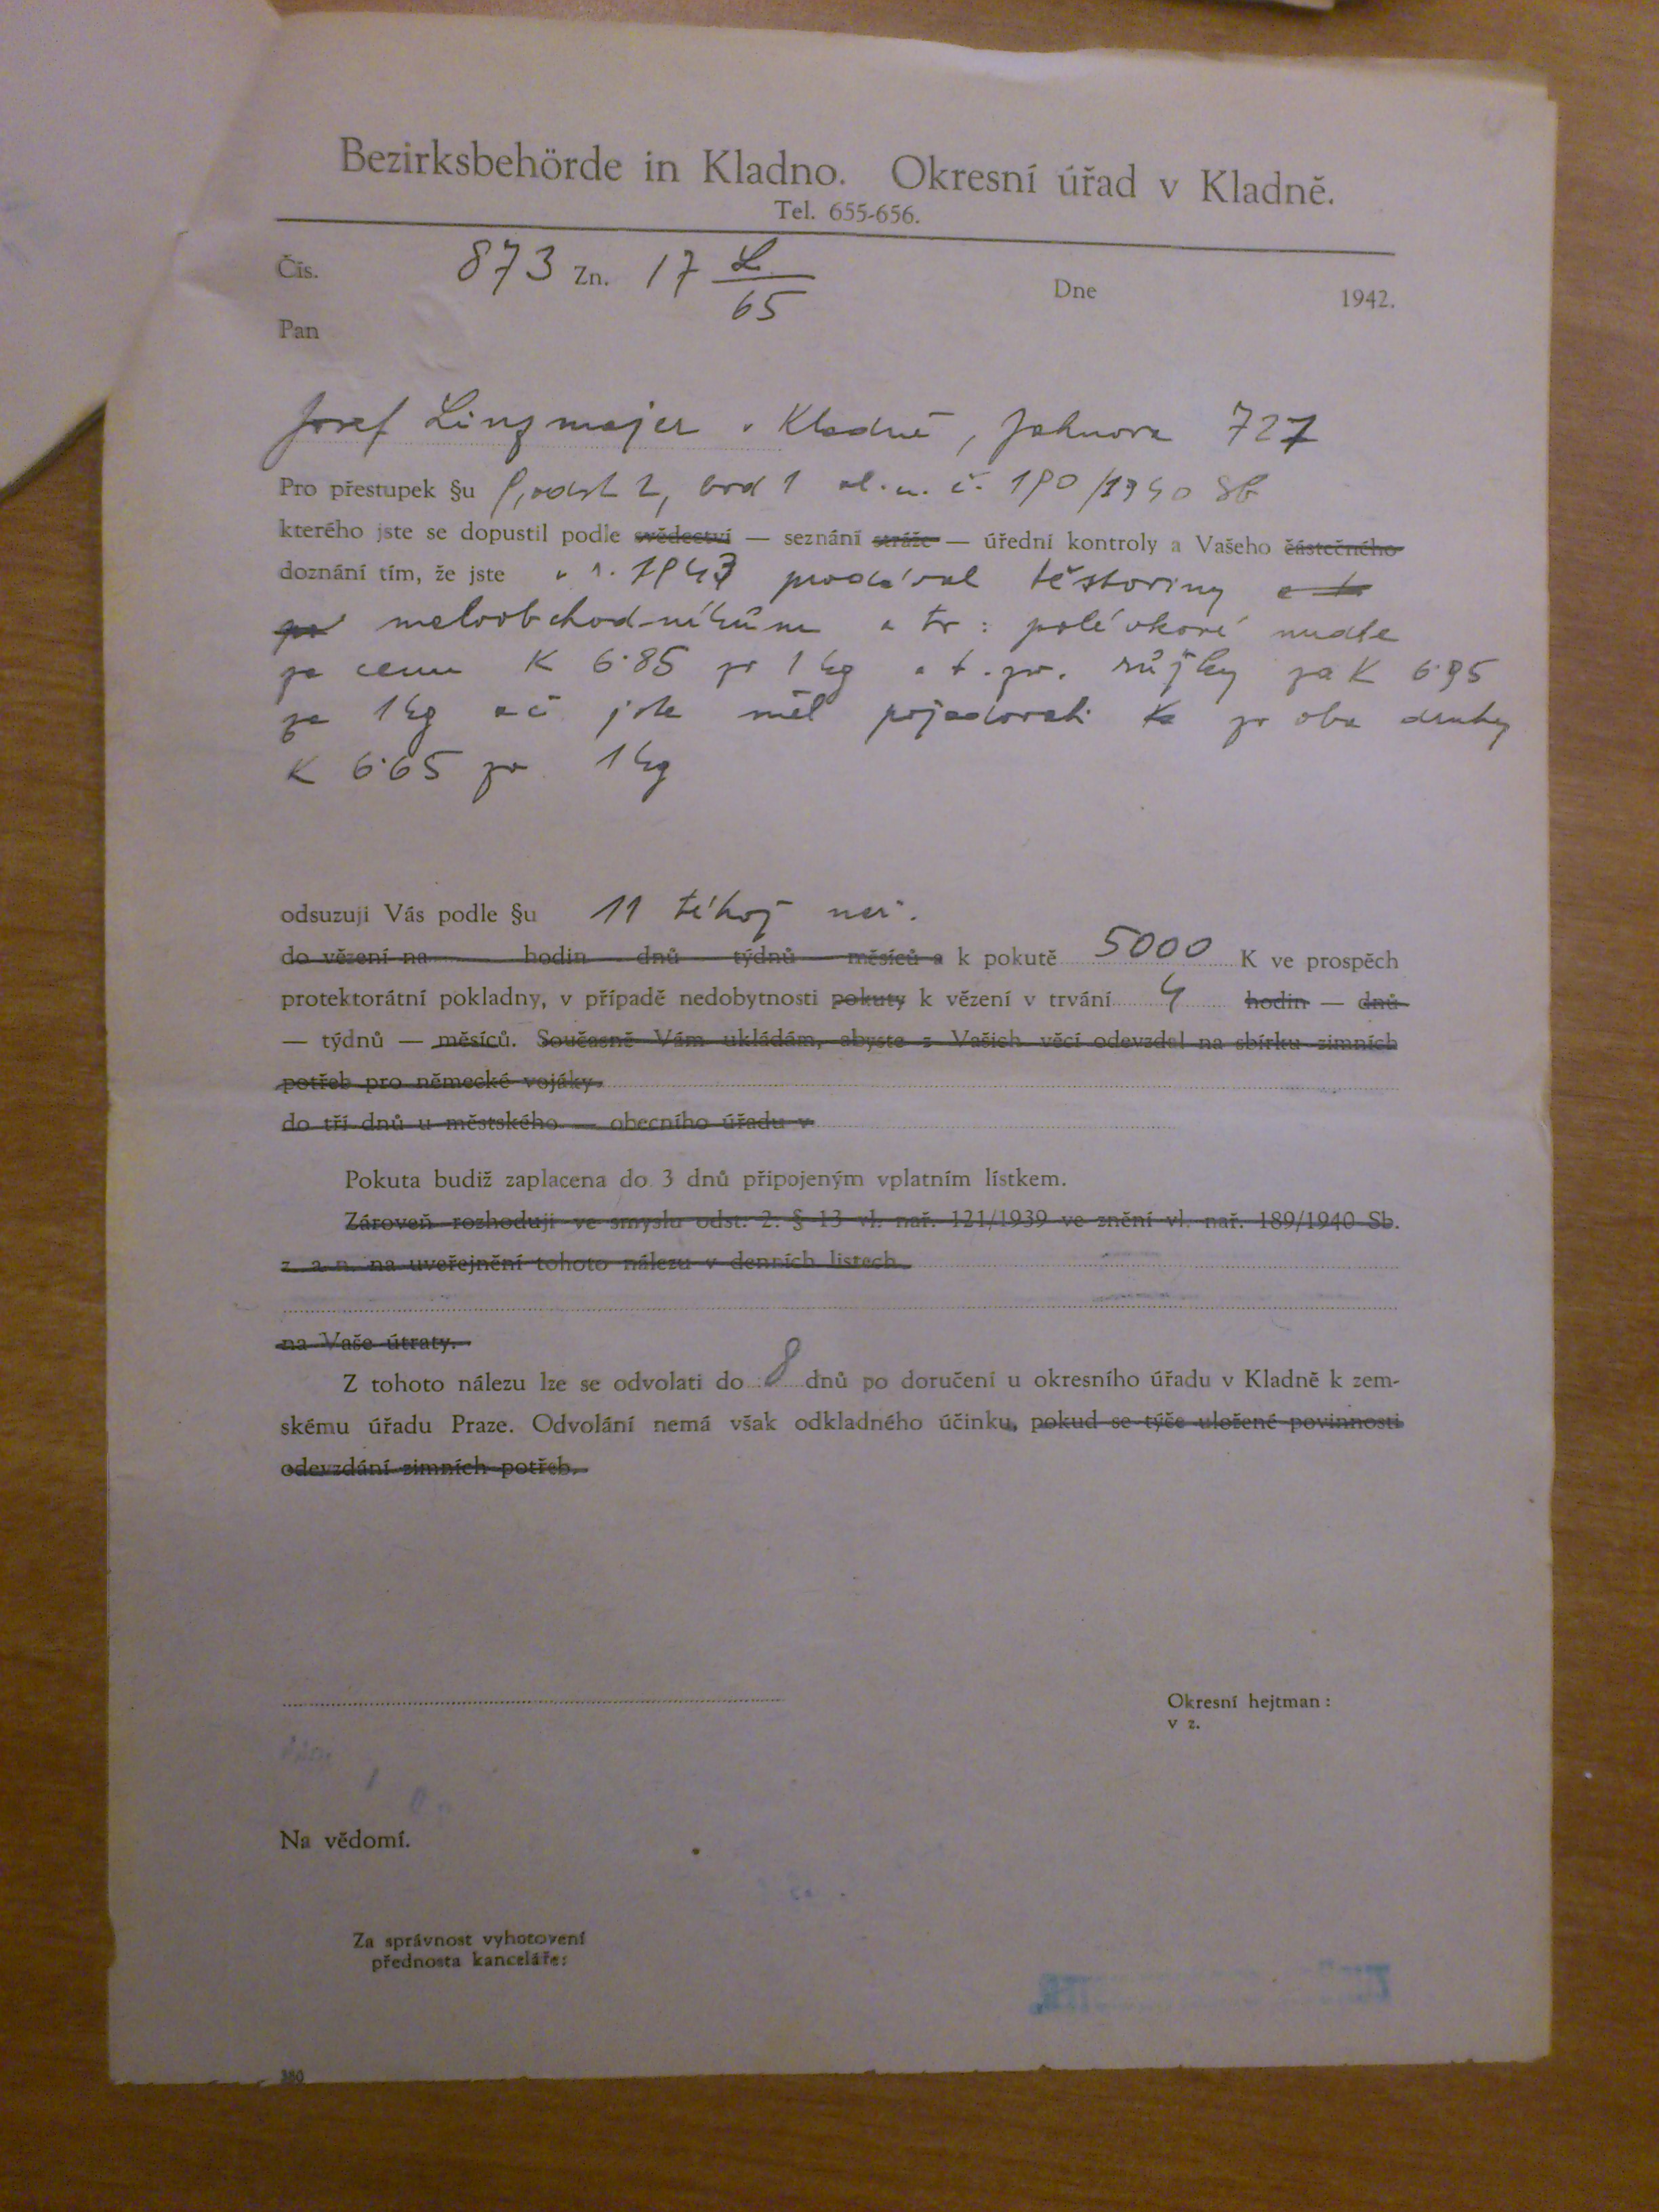 Bezirksbehörde in Kladno. Okresní úřad v Kladně.
Tel. 655-656.
Čís. 873 Zn. 17 L/65 Dne 1942.
Pan
Josef Linzmajer v Kladně, Jahnova 727
Pro přestupek §u odst 2, bod 1 vl. n. č. 190/1940 Sb
kterého jste se dopustil podle svědectví — seznání stráže — úřední kontroly a Vašeho částečného
doznání tím, že jste v r. 1943 prodával těstoviny
maloobchodníkům a to: polévkové nudle
za cenu K 6·85 za 1 kg a t. zv. růžky za K 6·95
za 1 kg ač jste měl požadovati za oba druhy
K 6·65 za 1 kg
odsuzuji Vás podle §u 11 téhož nař.
do vězení na hodin dnů týdnů měsíců a k pokutě 5000 K ve prospěch
protektorátní pokladny, v případě nedobytnosti pokuty k vězení v trvání 4 hodin — dnů
— týdnů — měsíců. Současně Vám ukládám, abyste z Vašich věcí odevzdal na sbírku zimních
potřeb pro německé vojáky.
do tří dnů u městského — obecního úřadu v
Pokuta budiž zaplacena do 3 dnů připojeným vplatním lístkem.
Zároveň rozhoduji ve smyslu odst. 2. § 13 vl. nař. 121/1939 ve znění vl. nař. 189/1940 Sb.
z. a n. na uveřejnění tohoto nálezu v denních listech
na Vaše útraty.
Z tohoto nálezu lze se odvolati do 8 dnů po doručení u okresního úřadu v Kladně k zem-
skému úřadu Praze. Odvolání nemá však odkladného účinku, pokud se týče uložené povinnosti
odevzdání zimních potřeb.
Okresní hejtman:
v z.
Na vědomí.
Za správnost vyhotovení
přednosta kanceláře:
380